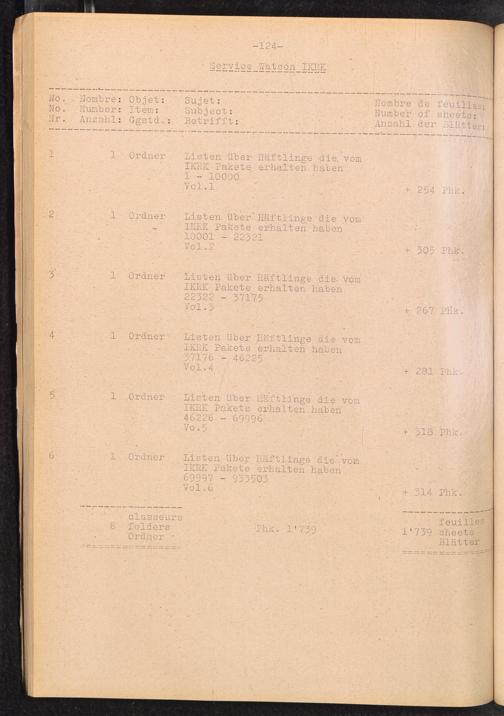 -124-
Service Watson IKRK
No. Nombre: Objet: Sujet: Nombre de feuilles:
No. Number: Item: Subject: Number of sheets:
Nr. Anzahl: Ggstd.: Betrifft: Anzahl der Blätter:
1 1 Ordner Listen über Häftlinge die vom
IKRK Pakete erhalten haben
1 - 10000
Vol.1 + 254 Phk.
2 1 Ordner Listen über Häftlinge die vom
IKRK Pakete erhalten haben
10001 - 22321
Vol.2 + 305 Phk.
3 1 Ordner Listen über Häftlinge die vom
IKRK Pakete erhalten haben
22322 - 37175
Vol.3 + 267 PHk.
4 1 Ordner Listen über Häftlinge die vom
IKRK Pakete erhalten haben
37176 - 46225
Vol.4 + 281 Phk.
5 1 Ordner Listen über Häftlinge die vom
IKRK Pakete erhalten haben
46226 - 69996
Vo.5 + 318 Phk.
6 1 Ordner Listen über Häftlinge die vom
IKRK Pakete erhalten haben
69997 - 933503
Vol.6 + 314 Phk.
classeurs feuilles
6 folders Phk. 1'739 1'739 sheets
Ordner Blätter